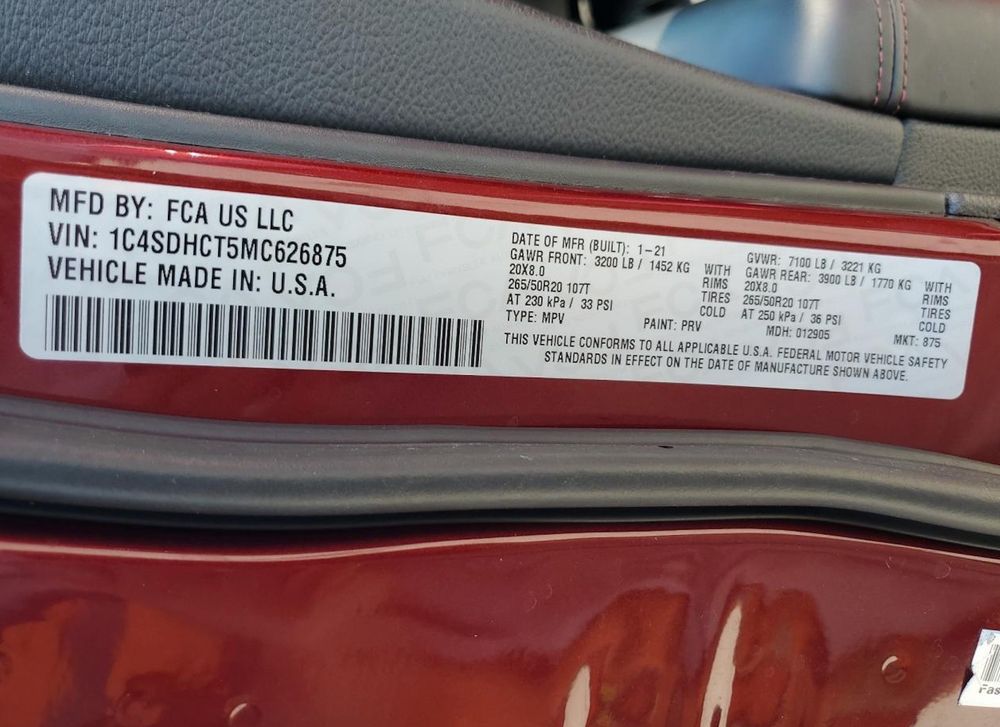 MFD BY: FCA US LLC
VIN: 1C4SDHCT5MC626875
VEHICLE MADE IN: U.S.A.
DATE OF MFR (BUILT): 1-21
GAWR FRONT: 3200 LB / 1452 KG WITH
20X8.0 RIMS
265/50R20 107T TIRES
AT 230 kPa / 33 PSI COLD
TYPE: MPV PAINT: PRV
GVWR: 7100 LB / 3221 KG
GAWR REAR: 3900 LB / 1770 KG WITH
20X8.0 RIMS
265/50R20 107T TIRES
AT 250 kPa / 36 PSI COLD
MDH: 012905 MKT: 875
THIS VEHICLE CONFORMS TO ALL APPLICABLE U.S.A. FEDERAL MOTOR VEHICLE SAFETY
STANDARDS IN EFFECT ON THE DATE OF MANUFACTURE SHOWN ABOVE.